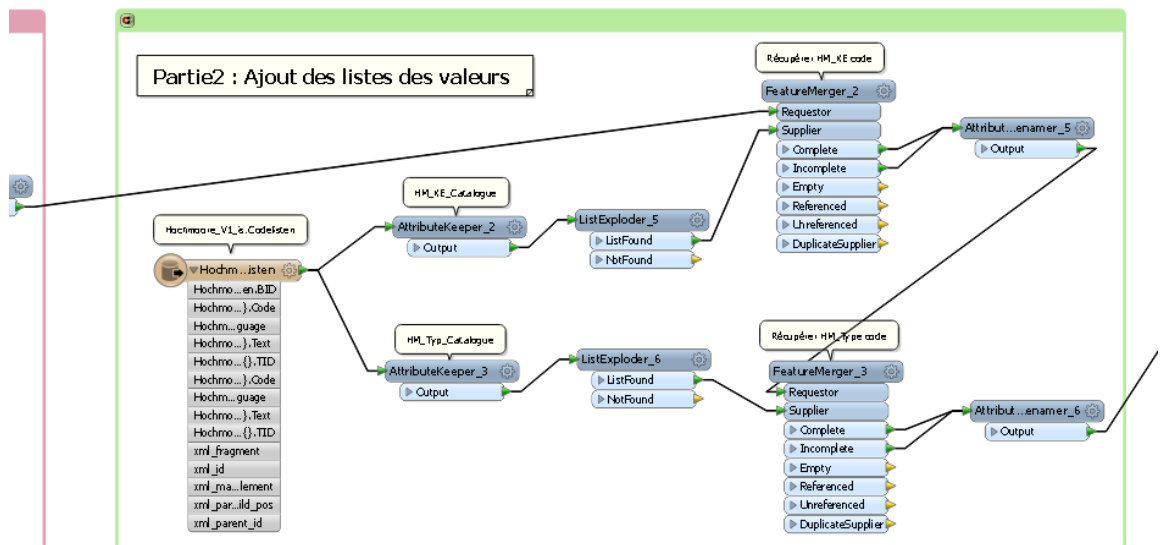 Partie2 : Ajout des listes des valeurs
Récupérer HM_KE code
FeatureMerger_2
Requestor
Supplier
Complete
Incomplete
Empty
Referenced
Unreferenced
DuplicateSupplier
Attribut...enamer_5
Output
HM_KE_Catalogue
AttributeKeeper_2
Output
ListExploder_5
ListFound
NotFound
Hochmoore_V1_is.Codelisten
Hochm...isten
Hochmo...en.BID
Hochmo...}.Code
Hochm...guage
Hochmo...}.Text
Hochmo...{}.TID
Hochmo...}.Code
Hochm...guage
Hochmo...}.Text
Hochmo...{}.TID
xml_fragment
xml_id
xml_ma...lement
xml_par...ild_pos
xml_parent_id
HM_Typ_Catalogue
AttributeKeeper_3
Output
ListExploder_6
ListFound
NotFound
Récupérer HM_Type code
FeatureMerger_3
Requestor
Supplier
Complete
Incomplete
Empty
Referenced
Unreferenced
DuplicateSupplier
Attribut...enamer_6
Output